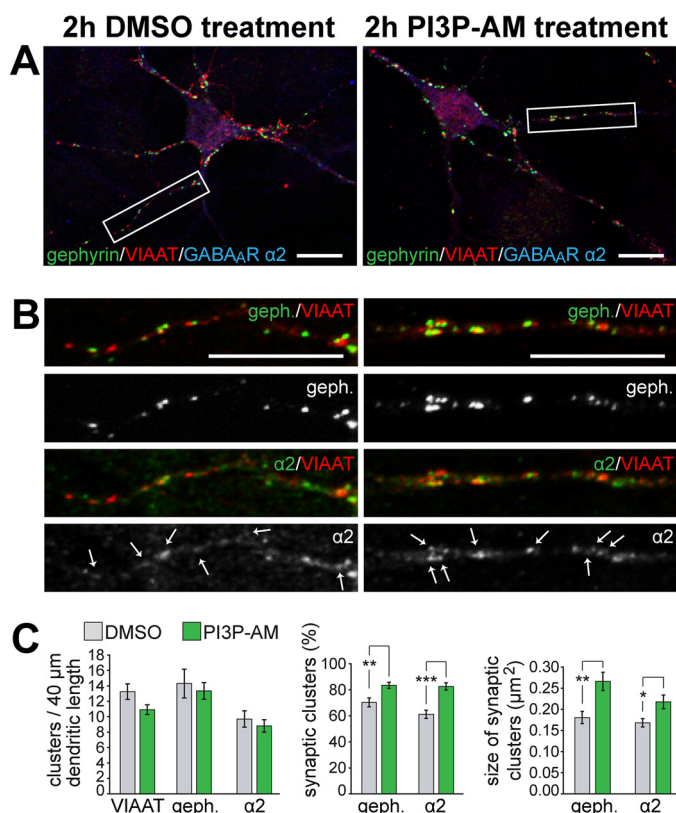 2h DMSO treatment 2h PI3P-AM treatment
A
gephyrin/VIAAT/GABAAR α2 gephyrin/VIAAT/GABAAR α2
B
geph./VIAAT geph./VIAAT
geph. geph.
α2/VIAAT α2/VIAAT
α2 α2
C
DMSO PI3P-AM
clusters / 40 µm
dendritic length
18
16
14
12
10
8
6
4
2
0
VIAAT geph. α2
synaptic clusters (%)
100
80
60
40
20
0
** ***
geph. α2
size of synaptic
clusters (µm²)
0.30
0.25
0.20
0.15
0.10
0.05
0.00
** *
geph. α2